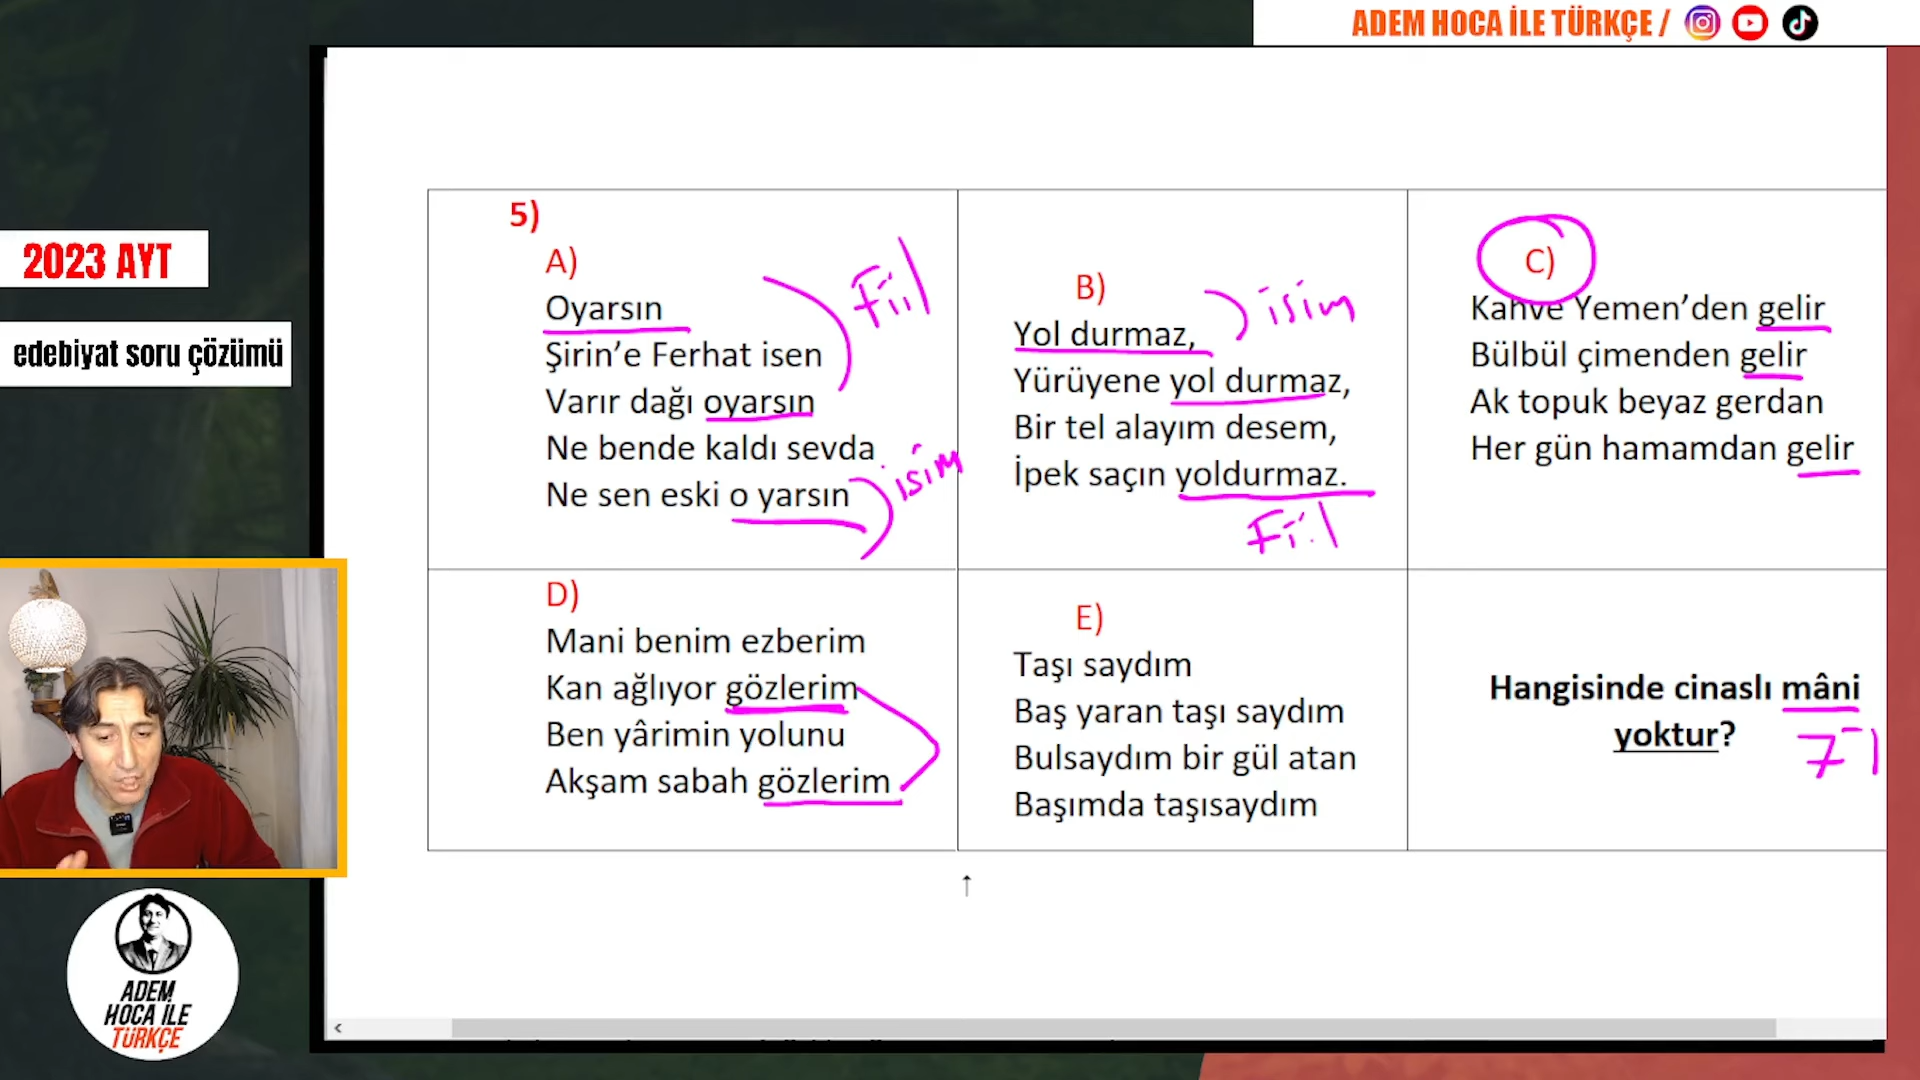 ADEM HOCA İLE TÜRKÇE /
2023 AYT
edebiyat soru çözümü
5)
A)
Oyarsın
Şirin’e Ferhat isen
Varır dağı oyarsın
Ne bende kaldı sevda
Ne sen eski o yarsın
Fiil
isim
B)
Yol durmaz,
Yürüyene yol durmaz,
Bir tel alayım desem,
İpek saçın yoldurmaz.
isim
Fiil
C)
Kahve Yemen’den gelir
Bülbül çimenden gelir
Ak topuk beyaz gerdan
Her gün hamamdan gelir
D)
Mani benim ezberim
Kan ağlıyor gözlerim
Ben yârimin yolunu
Akşam sabah gözlerim
E)
Taşı saydım
Baş yaran taşı saydım
Bulsaydım bir gül atan
Başımda taşısaydım
Hangisinde cinaslı mâni
yoktur?
ADEM
HOCA İLE
TÜRKÇE